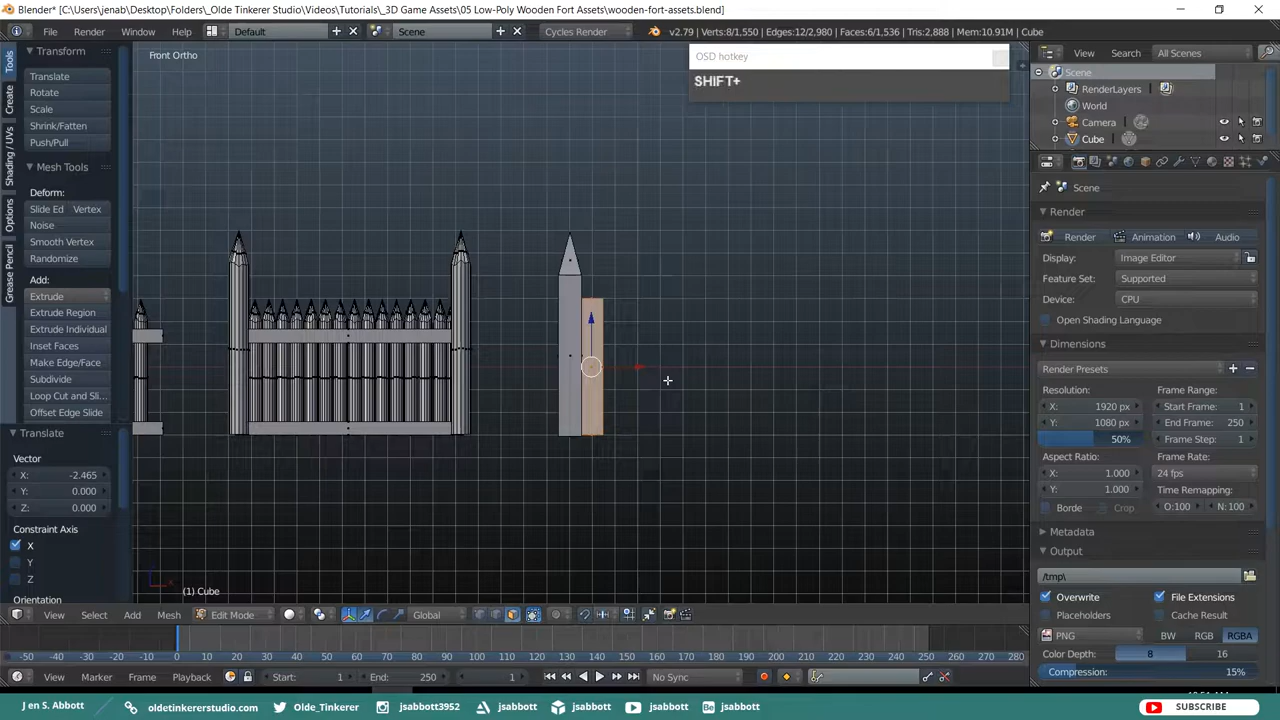 Blender* [C:\Users\jenab\Desktop\Folders\_Olde Tinkerer Studio\Videos\Tutorials\_3D Game Assets\05 Low-Poly Wooden Fort Assets\wooden-fort-assets.blend]
File Render Window Help Default Scene Cycles Render v2.79 | Verts:8/1,550 | Edges:12/2,980 | Faces:6/1,536 | Tris:2,888 | Mem:10.91M | Cube
Tools
Create
Shading / UVs
Options
Grease Pencil
Transform
Translate
Rotate
Scale
Shrink/Fatten
Push/Pull
Mesh Tools
Deform:
Slide Ed Vertex
Noise
Smooth Vertex
Randomize
Add:
Extrude
Extrude Region
Extrude Individual
Inset Faces
Make Edge/Face
Subdivide
Loop Cut and Sli...
Offset Edge Slide
Translate
Vector
X: -2.465
Y: 0.000
Z: 0.000
Constraint Axis
X
Y
Z
Orientation
Front Ortho
OSD hotkey
SHIFT+
(1) Cube
View Select Add Mesh Edit Mode Global
-50 -40 -30 -20 -10 0 10 20 30 40 50 60 70 80 90 100 110 120 130 140 150 160 170 180 190 200 210 220 230 240 250 260 270 280
View Marker Frame Playback Start: 1 End: 250 1 No Sync
View Search All Scenes
Scene
RenderLayers
World
Camera
Cube
Scene
Render
Render Animation Audio
Display: Image Editor
Feature Set: Supported
Device: CPU
Open Shading Language
Dimensions
Render Presets
Resolution: Frame Range:
X: 1920 px Start Frame: 1
Y: 1080 px End Frame: 250
50% Frame Step: 1
Aspect Ratio: Frame Rate:
X: 1.000 24 fps
Y: 1.000 Time Remapping:
Borde Crop O:100 N:100
Metadata
Output
/tmp\
Overwrite File Extensions
Placeholders Cache Result
PNG BW RGB RGBA
Color Depth: 8 16
Compression: 15%
J en S. Abbott oldetinkererstudio.com Olde_Tinkerer jsabbott3952 jsabbott jsabbott jsabbott jsabbott SUBSCRIBE